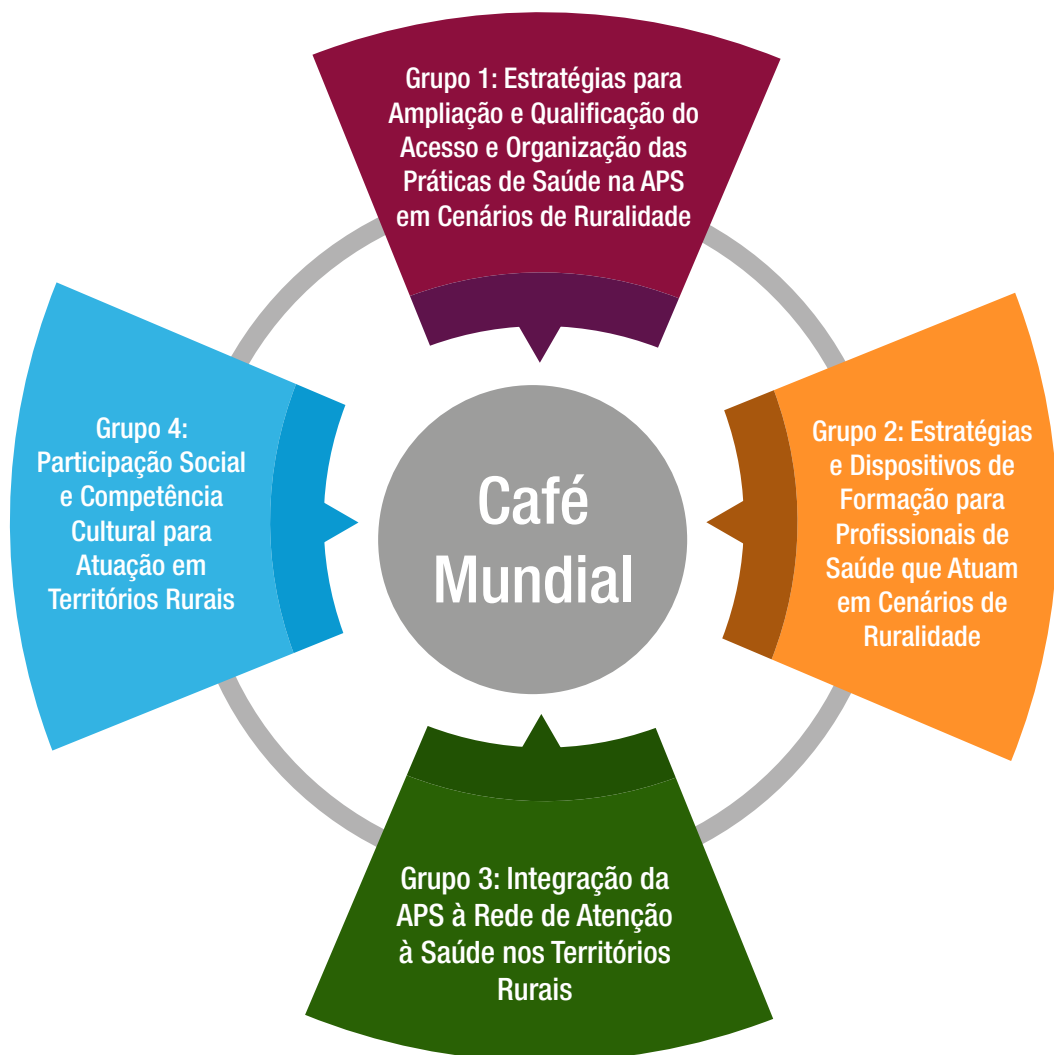 Grupo 1: Estratégias para
Ampliação e Qualificação do
Acesso e Organização das
Práticas de Saúde na APS
em Cenários de Ruralidade
Grupo 2: Estratégias
e Dispositivos de
Formação para
Profissionais de
Saúde que Atuam
em Cenários de
Ruralidade
Grupo 3: Integração da
APS à Rede de Atenção
à Saúde nos Territórios
Rurais
Grupo 4:
Participação Social
e Competência
Cultural para
Atuação em
Territórios Rurais
Café
Mundial